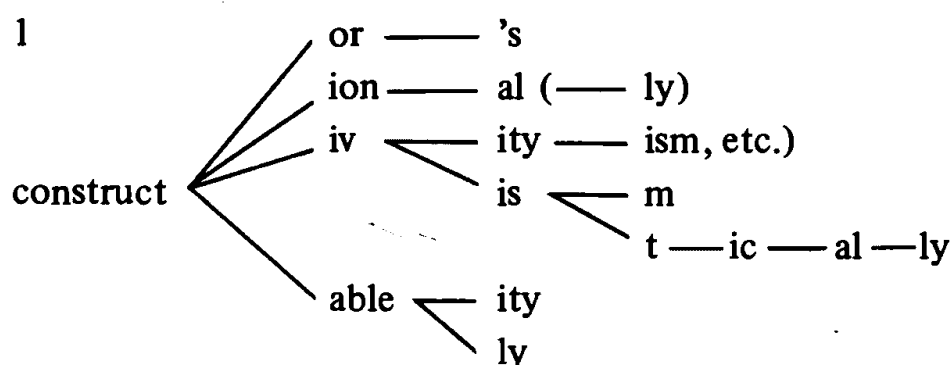 1
or 's
ion al ( ly)
iv ity ism, etc.)
construct is m
t ic al ly
able ity
ly